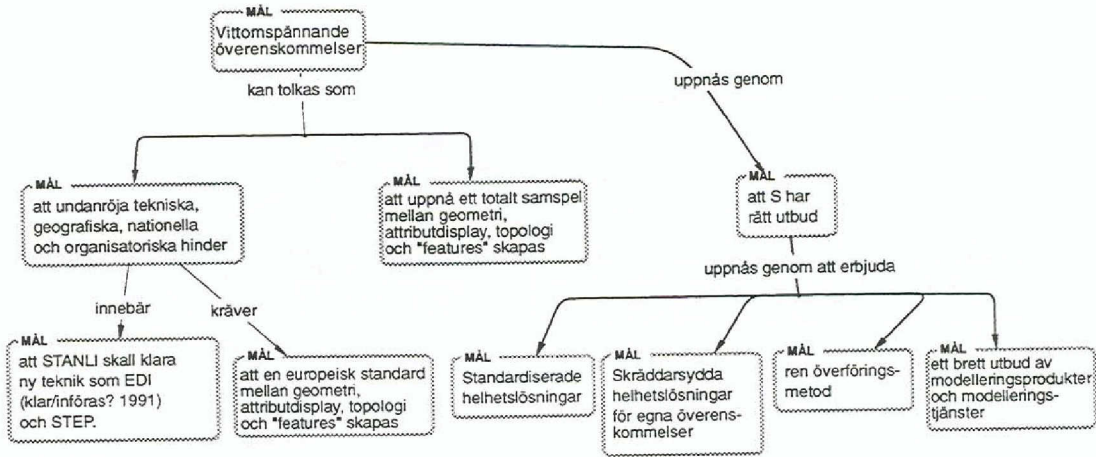 MÅL
Vittomspännande
överenskommelser
kan tolkas som
uppnås genom
MÅL
att undanröja tekniska,
geografiska, nationella
och organisatoriska hinder
MÅL
att uppnå ett totalt samspel
mellan geometri,
attributdisplay, topologi
och "features" skapas
MÅL
att S har
rätt utbud
uppnås genom att erbjuda
innebär
kräver
MÅL
att STANLI skall klara
ny teknik som EDI
(klar/införas? 1991)
och STEP.
MÅL
att en europeisk standard
mellan geometri,
attributdisplay, topologi
och "features" skapas
MÅL
Standardiserade
helhetslösningar
MÅL
Skräddarsydda
helhetslösningar
för egna överens-
kommelser
MÅL
ren överförings-
metod
MÅL
ett brett utbud av
modelleringsprodukter
och modellerings-
tjänster